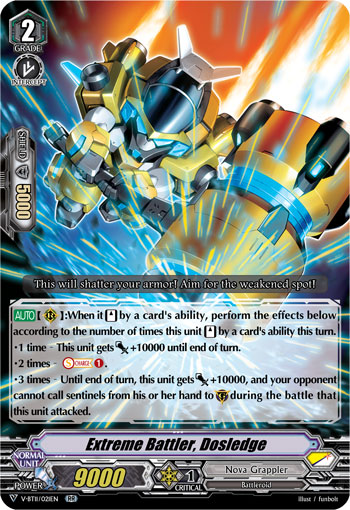 2
GRADE
INTERCEPT
SHIELD
5000
This will shatter your armor! Aim for the weakened spot!
AUTO [ ]:When it [ ] by a card's ability, perform the effects below
according to the number of times this unit [ ] by a card's ability this turn.
•1 time - This unit gets +10000 until end of turn.
•2 times - CHARGE 1 .
•3 times - Until end of turn, this unit gets +10000, and your opponent
cannot call sentinels from his or her hand to during the battle that
this unit attacked.
Extreme Battler, Dosledge
NORMAL
UNIT
POWER
9000
1
CRITICAL
Nova Grappler
Battleroid
V-BT11/021EN RR
Illust / funbolt